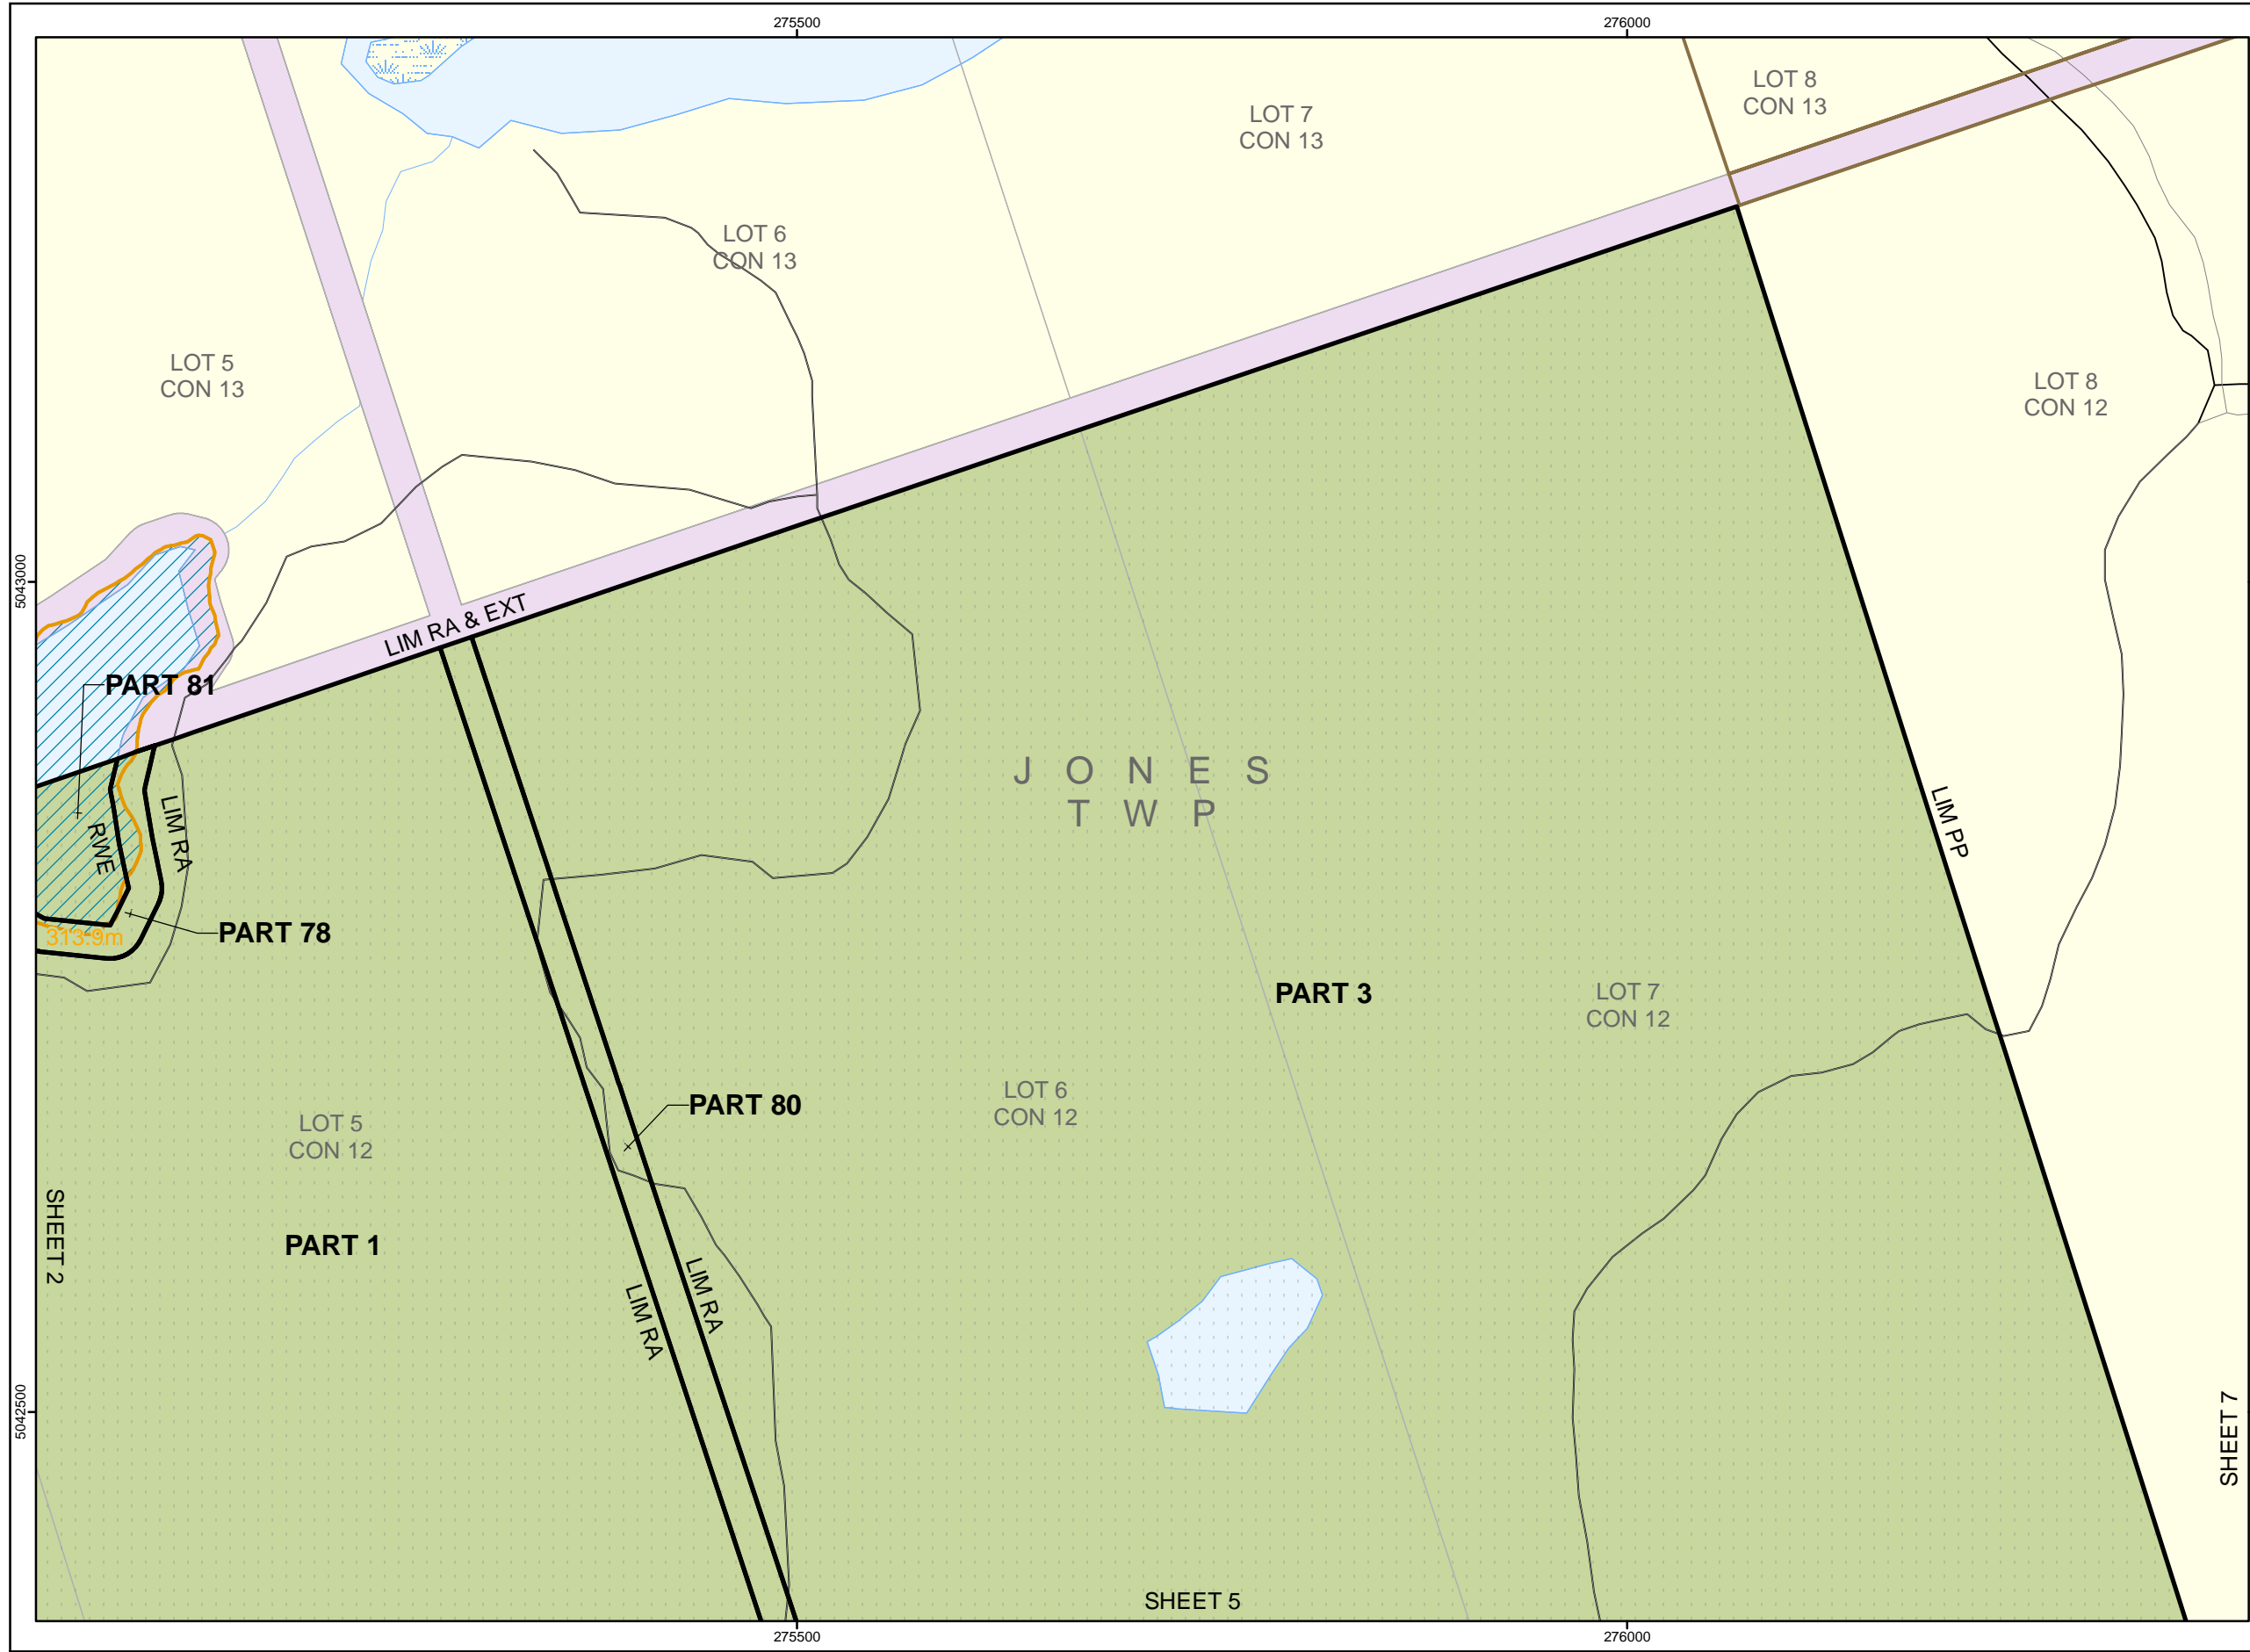 275500
276000
LOT 8
CON 13
LOT 7
CON 13
LOT 6
CON 13
LOT 5
CON 13
LOT 8
CON 12
5043000
LIM RA & EXT
PART 81
J O N E S
T W P
LIM PP
LIM RA
RWE
PART 78
313.9m
PART 3
LOT 7
CON 12
PART 80
LOT 6
CON 12
LOT 5
CON 12
SHEET 2
PART 1
LIM RA
LIM RA
5042500
SHEET 7
SHEET 5
275500
276000